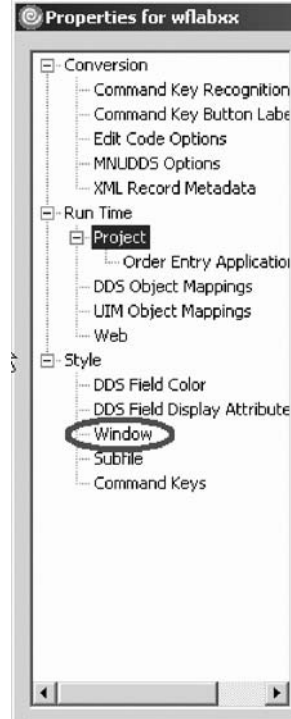 Properties for wflabxx
Conversion
Command Key Recognition
Command Key Button Labe
Edit Code Options
MNUDDS Options
XML Record Metadata
Run Time
Project
Order Entry Applicatio
DDS Object Mappings
UIM Object Mappings
Web
Style
DDS Field Color
DDS Field Display Attribute
Window
Subfile
Command Keys